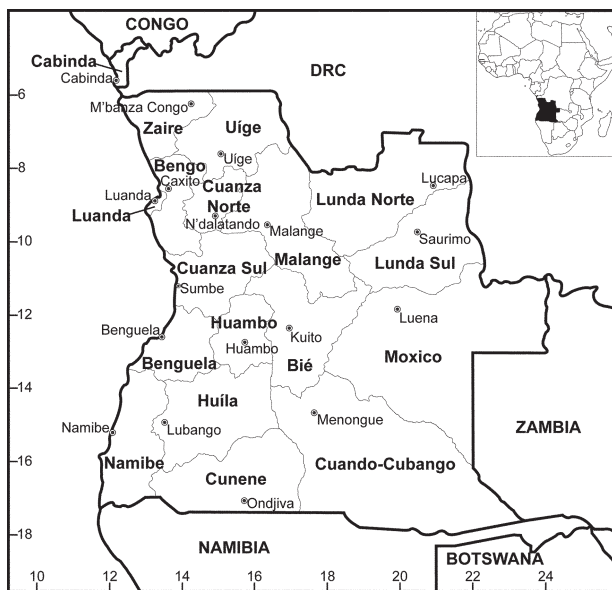 CONGO
Cabinda
Cabinda
DRC
6
M'banza Congo
Zaire
Uíge
Uíge
8
Bengo
Caxito
Cuanza
Norte
Lunda Norte
Lucapa
Luanda
Luanda
N'dalatando
Malange
Saurimo
10
Malange
Lunda Sul
Cuanza Sul
Sumbe
12
Huambo
Luena
Benguela
Kuito
Huambo
Moxico
Benguela
Bié
14
Huíla
Menongue
Namibe
Lubango
ZAMBIA
16
Namibe
Cuando-Cubango
Cunene
Ondjiva
18
NAMIBIA
BOTSWANA
10 12 14 16 18 20 22 24